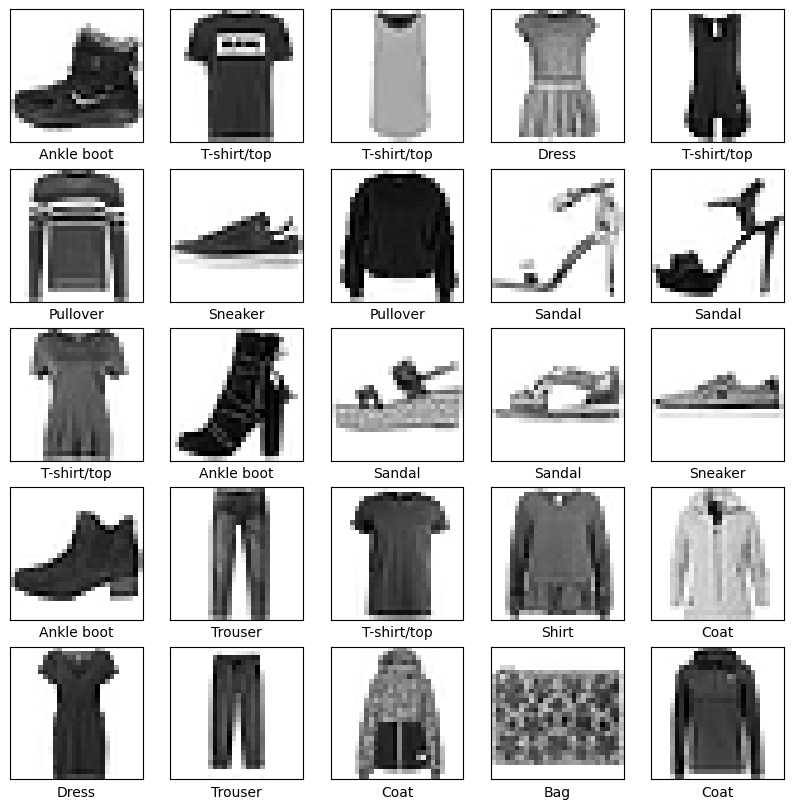 Ankle boot T-shirt/top T-shirt/top Dress T-shirt/top
Pullover Sneaker Pullover Sandal Sandal
T-shirt/top Ankle boot Sandal Sandal Sneaker
Ankle boot Trouser T-shirt/top Shirt Coat
Dress Trouser Coat Bag Coat